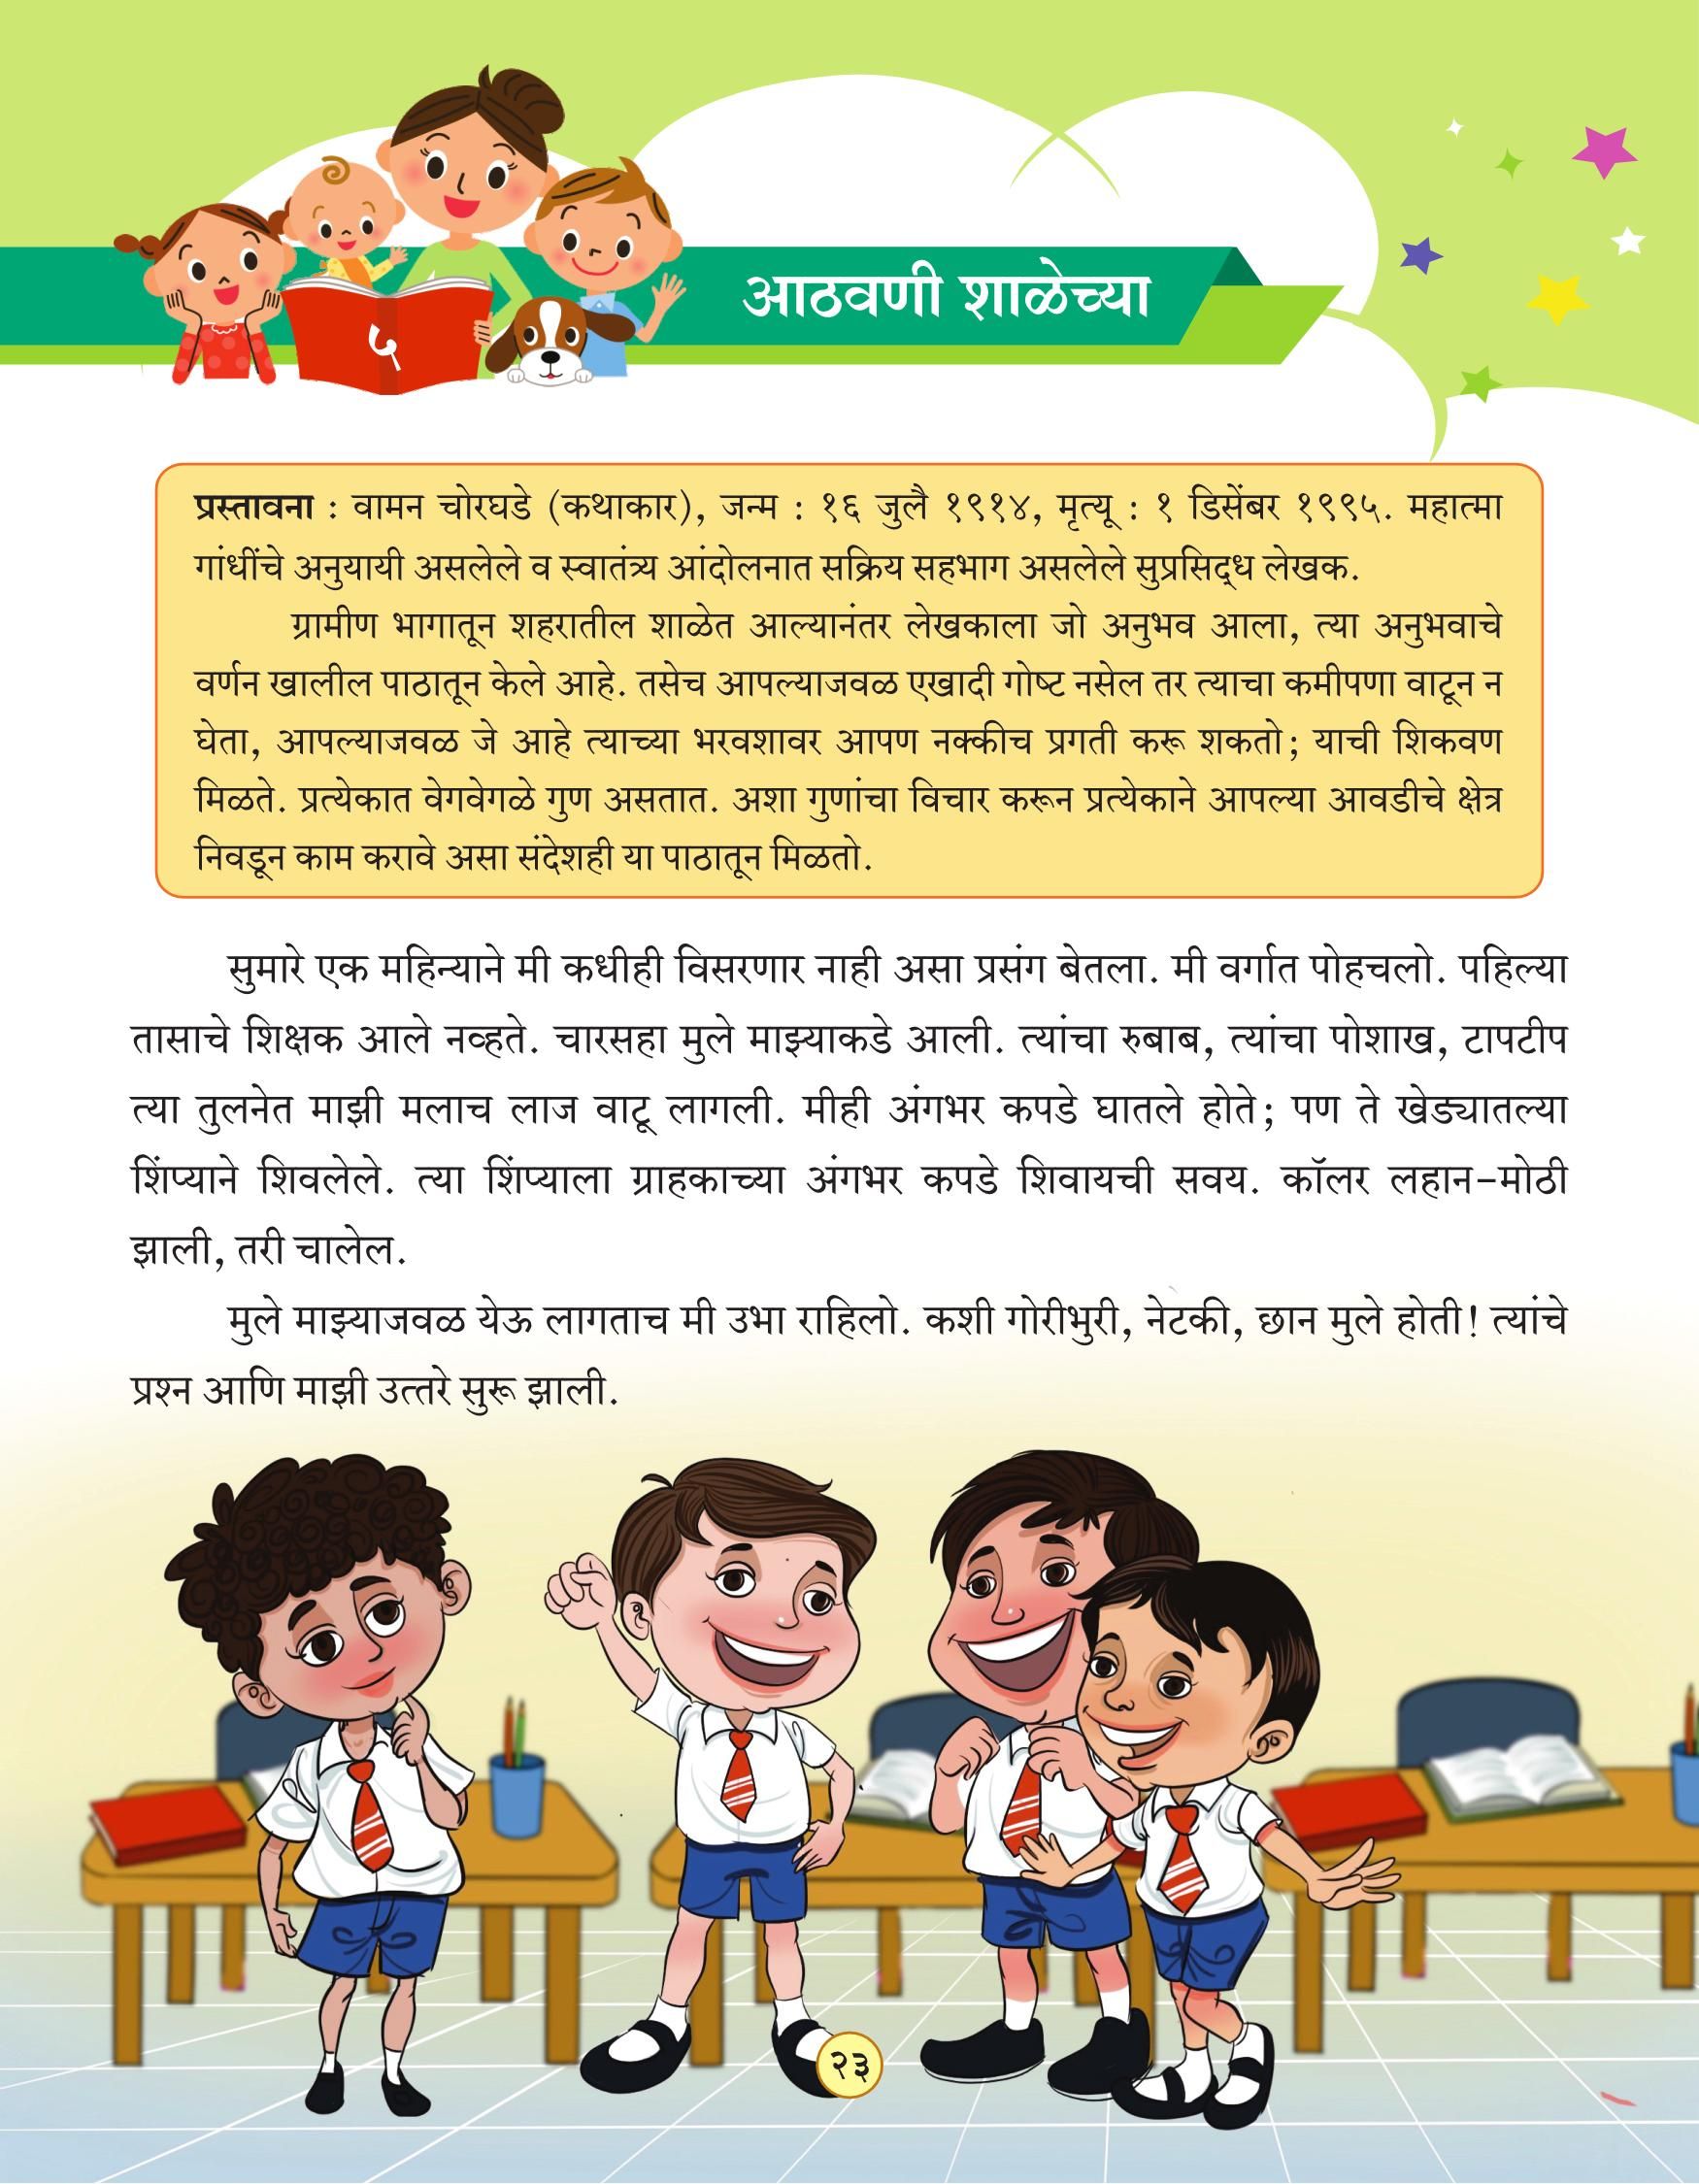 ५
आठवणी शाळेच्या
प्रस्तावना : वामन चोरघडे (कथाकार), जन्म : १६ जुलै १९१४, मृत्यू : १ डिसेंबर १९९५. महात्मा
गांधींचे अनुयायी असलेले व स्वातंत्र्य आंदोलनात सक्रिय सहभाग असलेले सुप्रसिद्ध लेखक.
ग्रामीण भागातून शहरातील शाळेत आल्यानंतर लेखकाला जो अनुभव आला, त्या अनुभवाचे
वर्णन खालील पाठातून केले आहे. तसेच आपल्याजवळ एखादी गोष्ट नसेल तर त्याचा कमीपणा वाटून न
घेता, आपल्याजवळ जे आहे त्याच्या भरवशावर आपण नक्कीच प्रगती करू शकतो; याची शिकवण
मिळते. प्रत्येकात वेगवेगळे गुण असतात. अशा गुणांचा विचार करून प्रत्येकाने आपल्या आवडीचे क्षेत्र
निवडून काम करावे असा संदेशही या पाठातून मिळतो.
सुमारे एक महिन्याने मी कधीही विसरणार नाही असा प्रसंग बेतला. मी वर्गात पोहचलो. पहिल्या
तासाचे शिक्षक आले नव्हते. चारसहा मुले माझ्याकडे आली. त्यांचा रुबाब, त्यांचा पोशाख, टापटीप
त्या तुलनेत माझी मलाच लाज वाटू लागली. मीही अंगभर कपडे घातले होते; पण ते खेड्यातल्या
शिंप्याने शिवलेले. त्या शिंप्याला ग्राहकाच्या अंगभर कपडे शिवायची सवय. कॉलर लहान-मोठी
झाली, तरी चालेल.
मुले माझ्याजवळ येऊ लागताच मी उभा राहिलो. कशी गोरीभुरी, नेटकी, छान मुले होती! त्यांचे
प्रश्न आणि माझी उत्तरे सुरू झाली.
२३